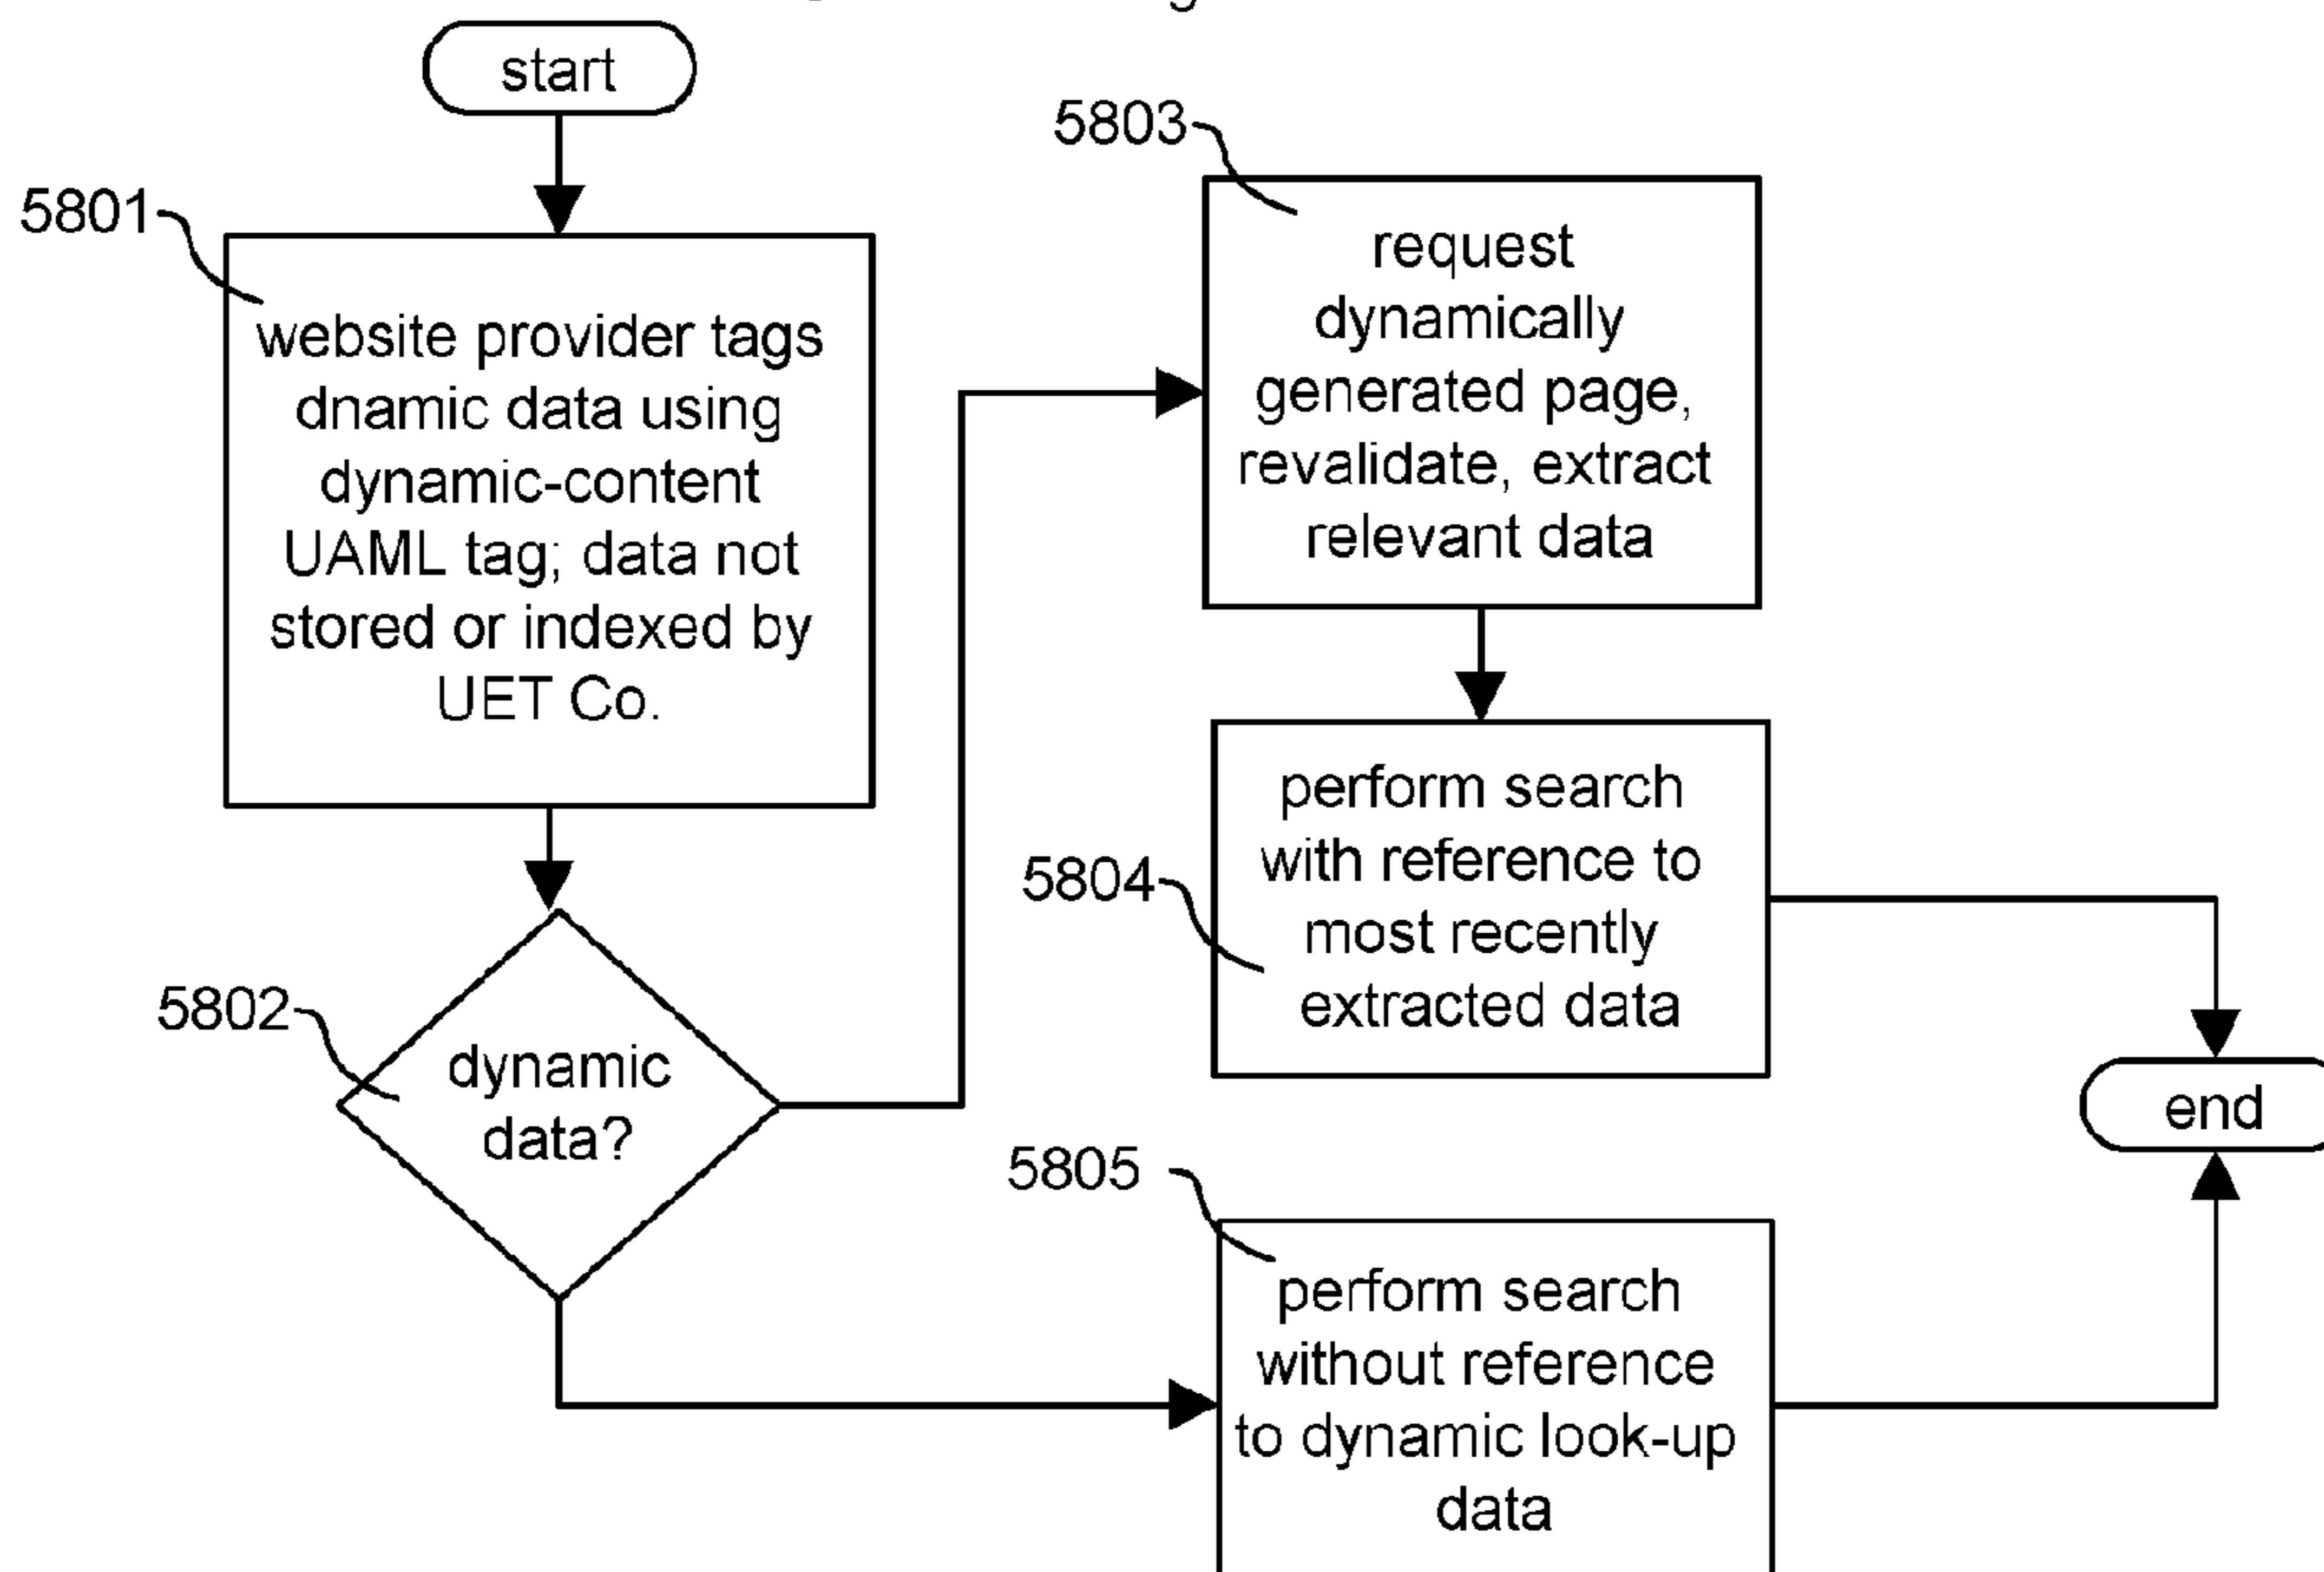 start
5801
website provider tags
dnamic data using
dynamic-content
UAML tag; data not
stored or indexed by
UET Co.
5802
dynamic
data?
5803
request
dynamically
generated page,
revalidate, extract
relevant data
5804
perform search
with reference to
most recently
extracted data
5805
perform search
without reference
to dynamic look-up
data
end